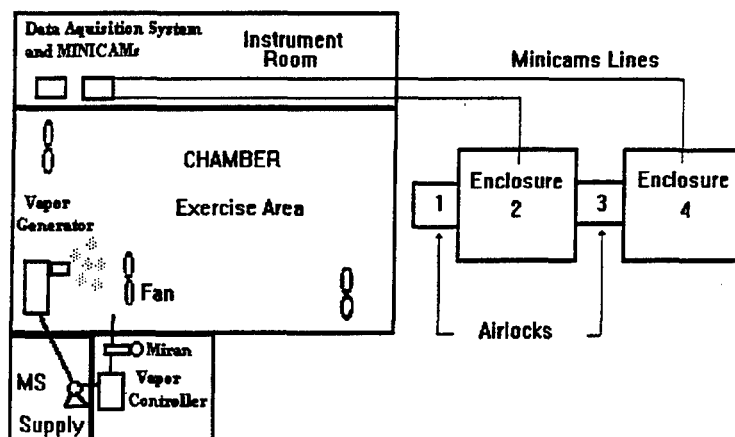 Data Aquisition System
and MINICAMs
Instrument
Room
Minicams Lines
CHAMBER
Exercise Area
Vapor
Generator
Fan
1
Enclosure
2
3
Enclosure
4
Airlocks
Miran
Vapor
Controller
MS
Supply